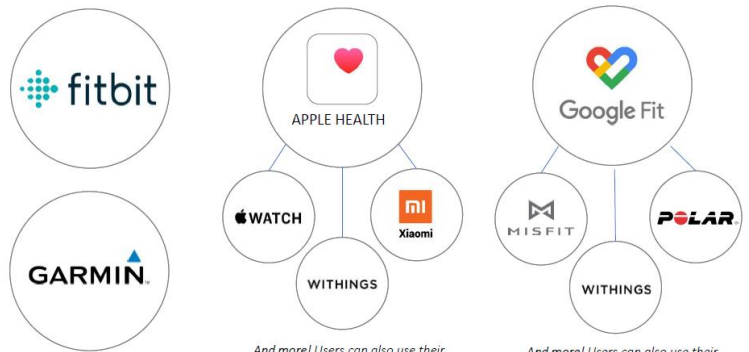 fitbit
GARMIN
APPLE HEALTH
WATCH
mi
Xiaomi
WITHINGS
And more! Users can also use their
Google Fit
MISFIT
POLAR
WITHINGS
And more! Users can also use their